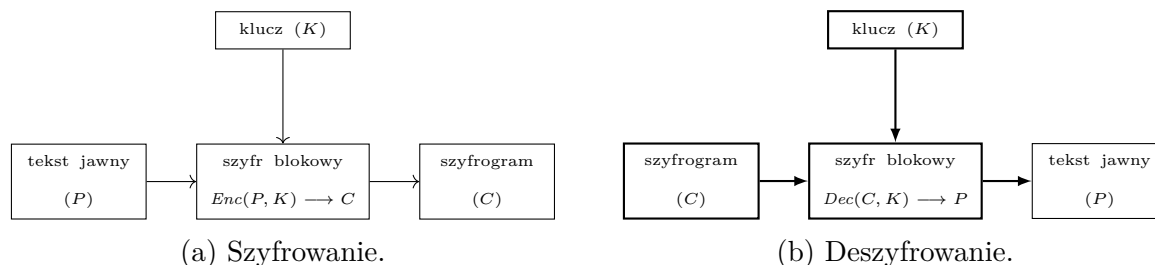 klucz (K)
tekst jawny
(P)
szyfr blokowy
Enc(P, K) ⟶ C
szyfrogram
(C)
(a) Szyfrowanie.
klucz (K)
szyfrogram
(C)
szyfr blokowy
Dec(C, K) ⟶ P
tekst jawny
(P)
(b) Deszyfrowanie.